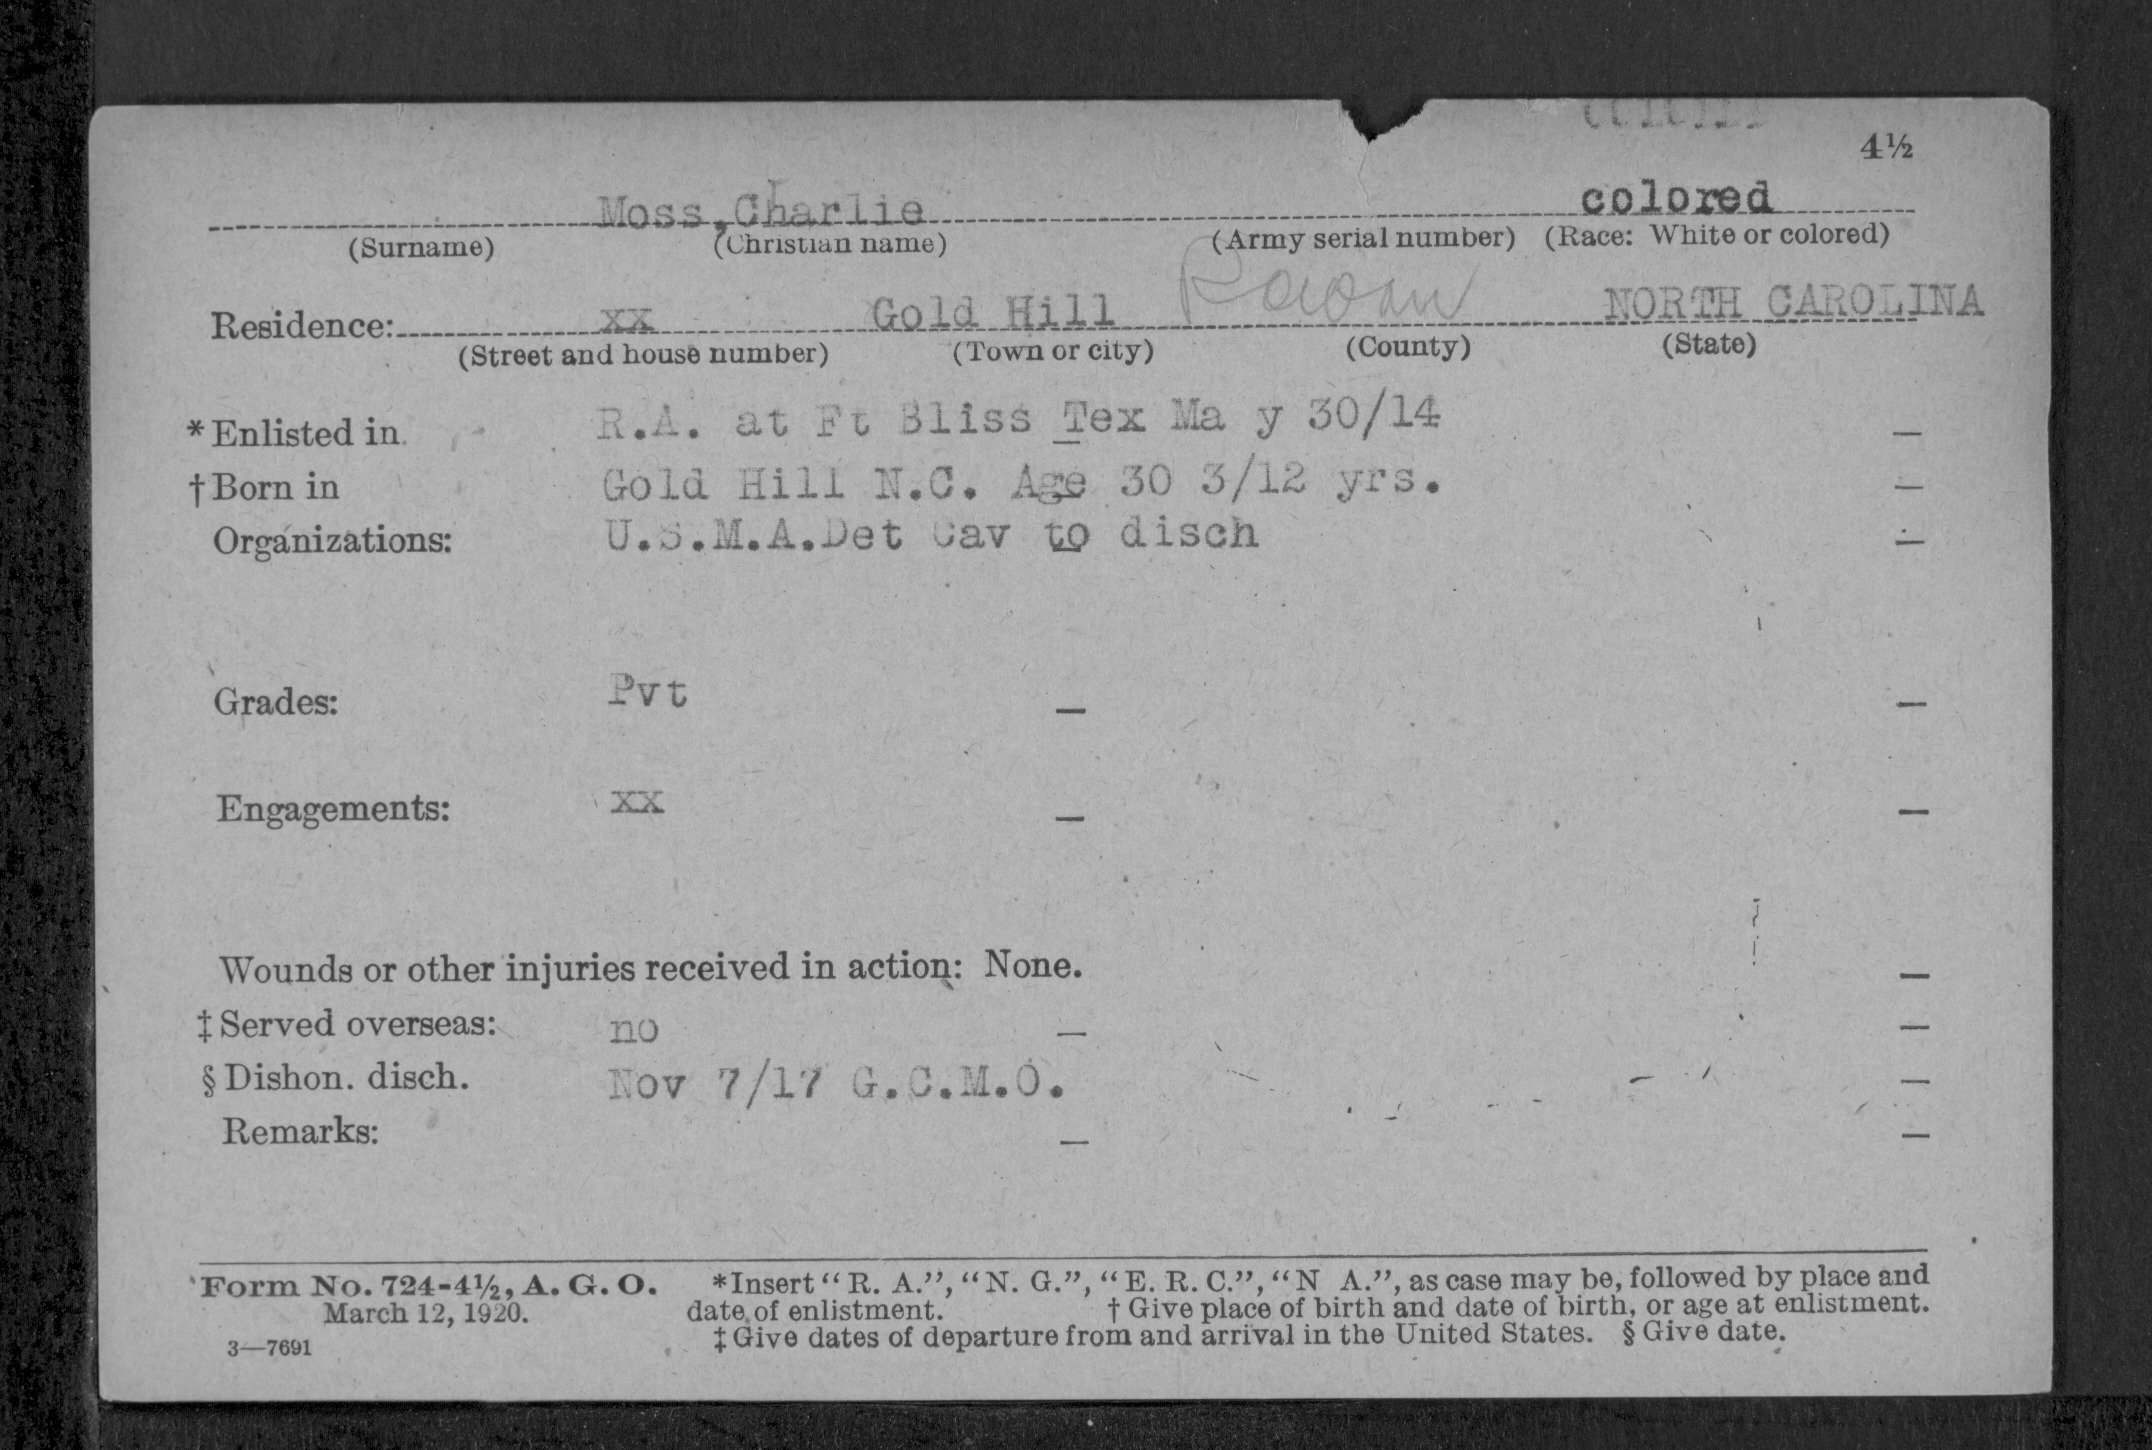 4½
Moss, Charlie colored
(Surname) (Christian name) (Army serial number) (Race: White or colored)
Residence: xx Gold Hill Rowan NORTH CAROLINA
(Street and house number) (Town or city) (County) (State)
*Enlisted in R.A. at Ft Bliss Tex Ma y 30/14
†Born in Gold Hill N.C. Age 30 3/12 yrs.
Organizations: U.S.M.A.Det Cav to disch
Grades: Pvt
Engagements: xx
Wounds or other injuries received in action: None.
‡Served overseas: no
§Dishon. disch. Nov 7/17 G.C.M.O.
Remarks:
Form No. 724-4½, A. G. O. *Insert "R. A.", "N. G.", "E. R. C.", "N A.", as case may be, followed by place and
March 12, 1920. date of enlistment. †Give place of birth and date of birth, or age at enlistment.
3—7691 ‡Give dates of departure from and arrival in the United States. §Give date.